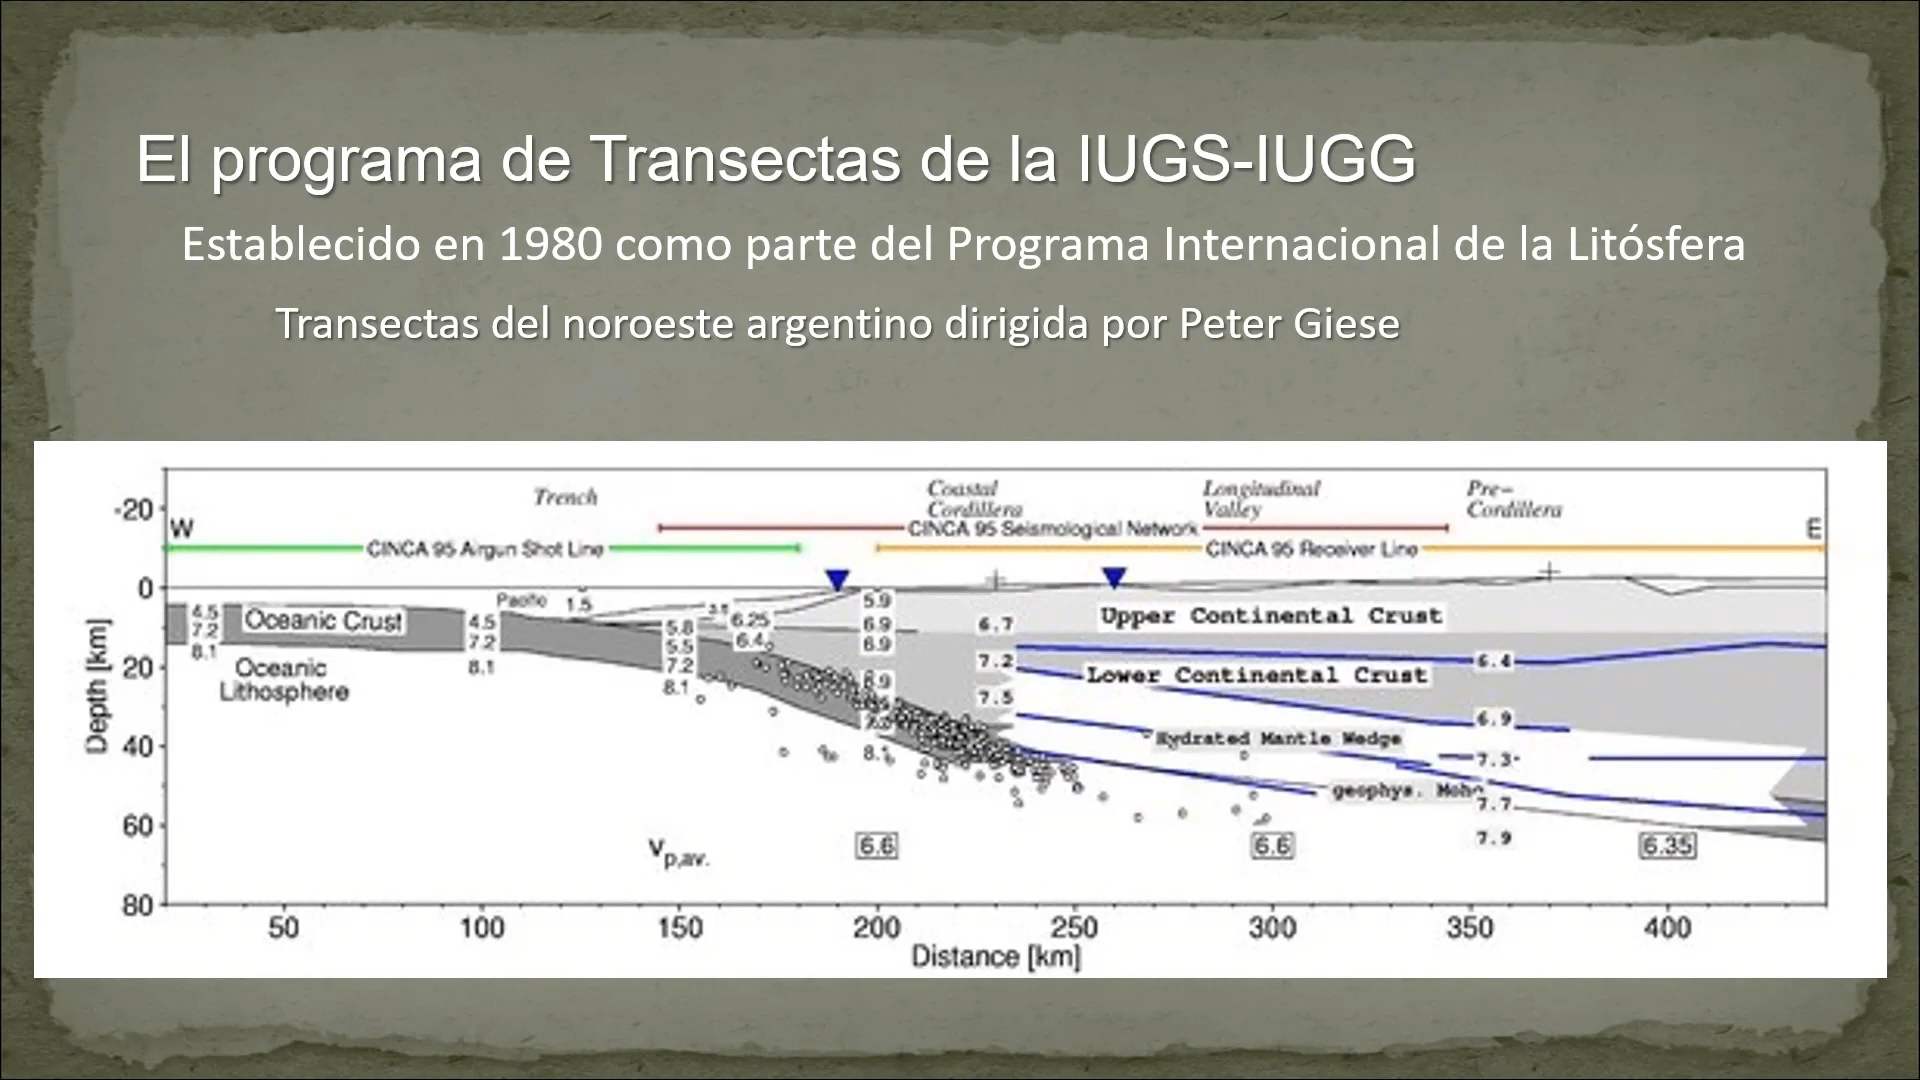 El programa de Transectas de la IUGS-IUGG
Establecido en 1980 como parte del Programa Internacional de la Litósfera
Transectas del noroeste argentino dirigida por Peter Giese
Trench
Coastal
Cordillera
Longitudinal
Valley
Pre-
Cordillera
-20
W
CINCA 95 Seismological Network
E
CINCA 95 Airgun Shot Line
CINCA 95 Receiver Line
0
Pacific
1.5
5.9
4.5
7.2
8.1
Oceanic Crust
4.5
7.2
8.1
5.8
5.5
7.2
8.1
6.25
6.4
6.9
6.9
6.7
Upper Continental Crust
20
Oceanic
Lithosphere
7.2
6.4
Lower Continental Crust
7.5
6.9
Depth [km]
40
8.1
Hydrated Mantle Wedge
7.3
geophys. Moho
7.7
60
7.9
Vp,av.
6.6
6.6
6.35
80
50 100 150 200 250 300 350 400
Distance [km]